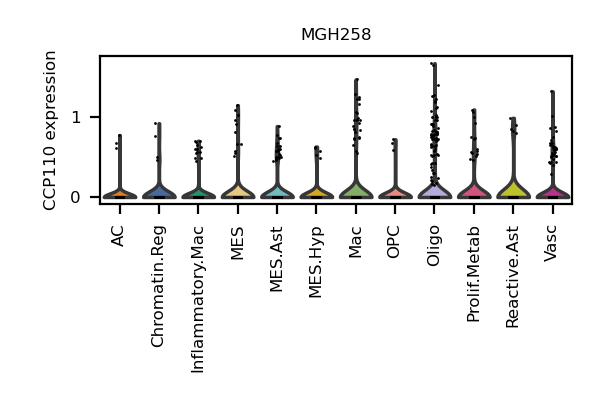 MGH258
CCP110 expression
1
0
AC
Chromatin.Reg
Inflammatory.Mac
MES
MES.Ast
MES.Hyp
Mac
OPC
Oligo
Prolif.Metab
Reactive.Ast
Vasc